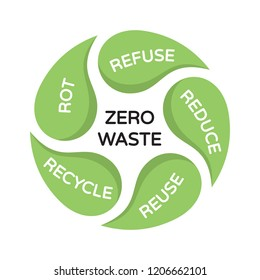 REFUSE
REDUCE
REUSE
RECYCLE
ROT
ZERO
WASTE
shutterstock.com · 1206662101